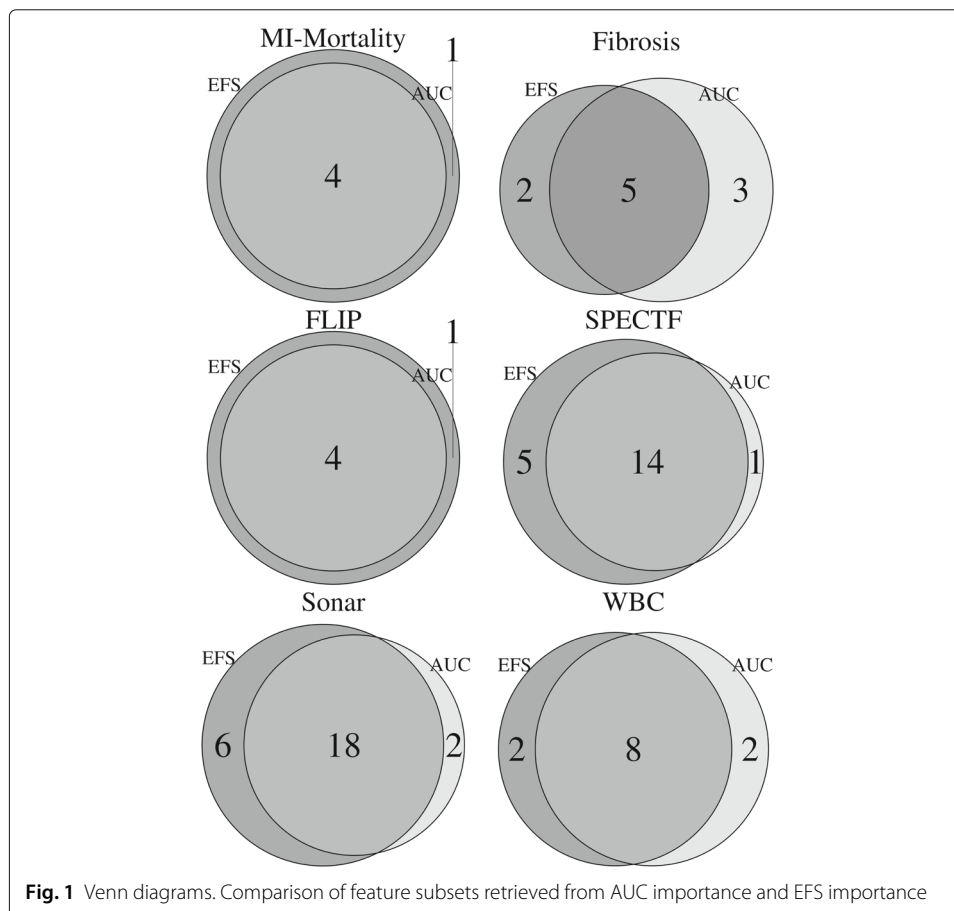 MI-Mortality
1
EFS
AUC
4
Fibrosis
EFS
AUC
2
5
3
FLIP
1
EFS
AUC
4
SPECTF
EFS
AUC
5
14
1
Sonar
EFS
AUC
6
18
2
WBC
EFS
AUC
2
8
2
Fig. 1 Venn diagrams. Comparison of feature subsets retrieved from AUC importance and EFS importance